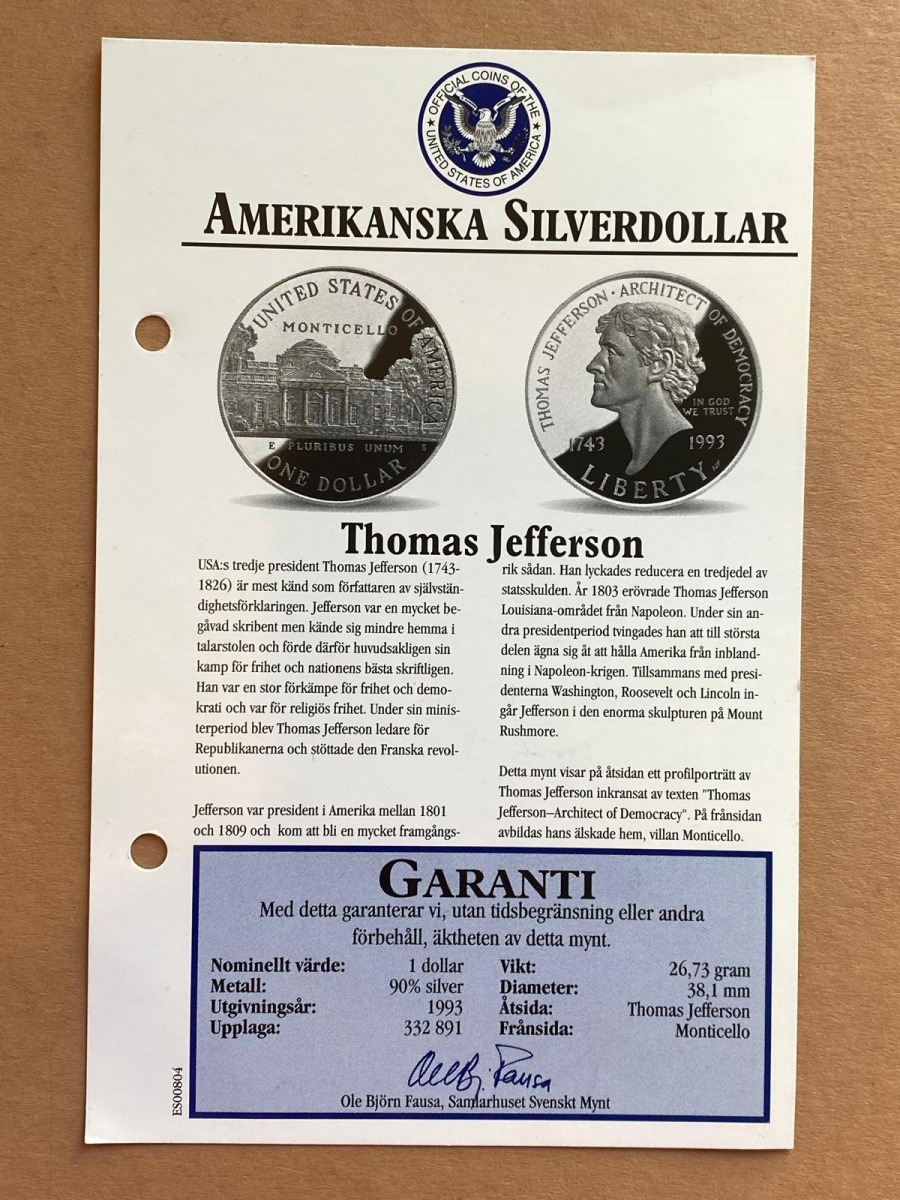 OFFICIAL COINS OF THE
UNITED STATES OF AMERICA
AMERIKANSKA SILVERDOLLAR
UNITED STATES OF AMERICA
MONTICELLO
E PLURIBUS UNUM S
ONE DOLLAR
THOMAS JEFFERSON · ARCHITECT OF DEMOCRACY
IN GOD
WE TRUST
1743 1993
LIBERTY
Thomas Jefferson
USA:s tredje president Thomas Jefferson (1743-
1826) är mest känd som författaren av självstän-
dighetsförklaringen. Jefferson var en mycket be-
gåvad skribent men kände sig mindre hemma i
talarstolen och förde därför huvudsakligen sin
kamp för frihet och nationens bästa skriftligen.
Han var en stor förkämpe för frihet och demo-
krati och var för religiös frihet. Under sin minis-
terperiod blev Thomas Jefferson ledare för
Republikanerna och stöttade den Franska revol-
utionen.
Jefferson var president i Amerika mellan 1801
och 1809 och kom att bli en mycket framgångs-
rik sådan. Han lyckades reducera en tredjedel av
statsskulden. År 1803 erövrade Thomas Jefferson
Louisiana-området från Napoleon. Under sin an-
dra presidentperiod tvingades han att till största
delen ägna sig åt att hålla Amerika från inbland-
ning i Napoleon-krigen. Tillsammans med presi-
denterna Washington, Roosevelt och Lincoln in-
går Jefferson i den enorma skulpturen på Mount
Rushmore.
Detta mynt visar på åtsidan ett profilporträtt av
Thomas Jefferson inkransat av texten "Thomas
Jefferson–Architect of Democracy". På frånsidan
avbildas hans älskade hem, villan Monticello.
GARANTI
Med detta garanterar vi, utan tidsbegränsning eller andra
förbehåll, äktheten av detta mynt.
Nominellt värde: 1 dollar
Metall: 90% silver
Utgivningsår: 1993
Upplaga: 332 891
Vikt: 26,73 gram
Diameter: 38,1 mm
Åtsida: Thomas Jefferson
Frånsida: Monticello
Ole Björn Fausa, Samlarhuset Svenskt Mynt
ES00804